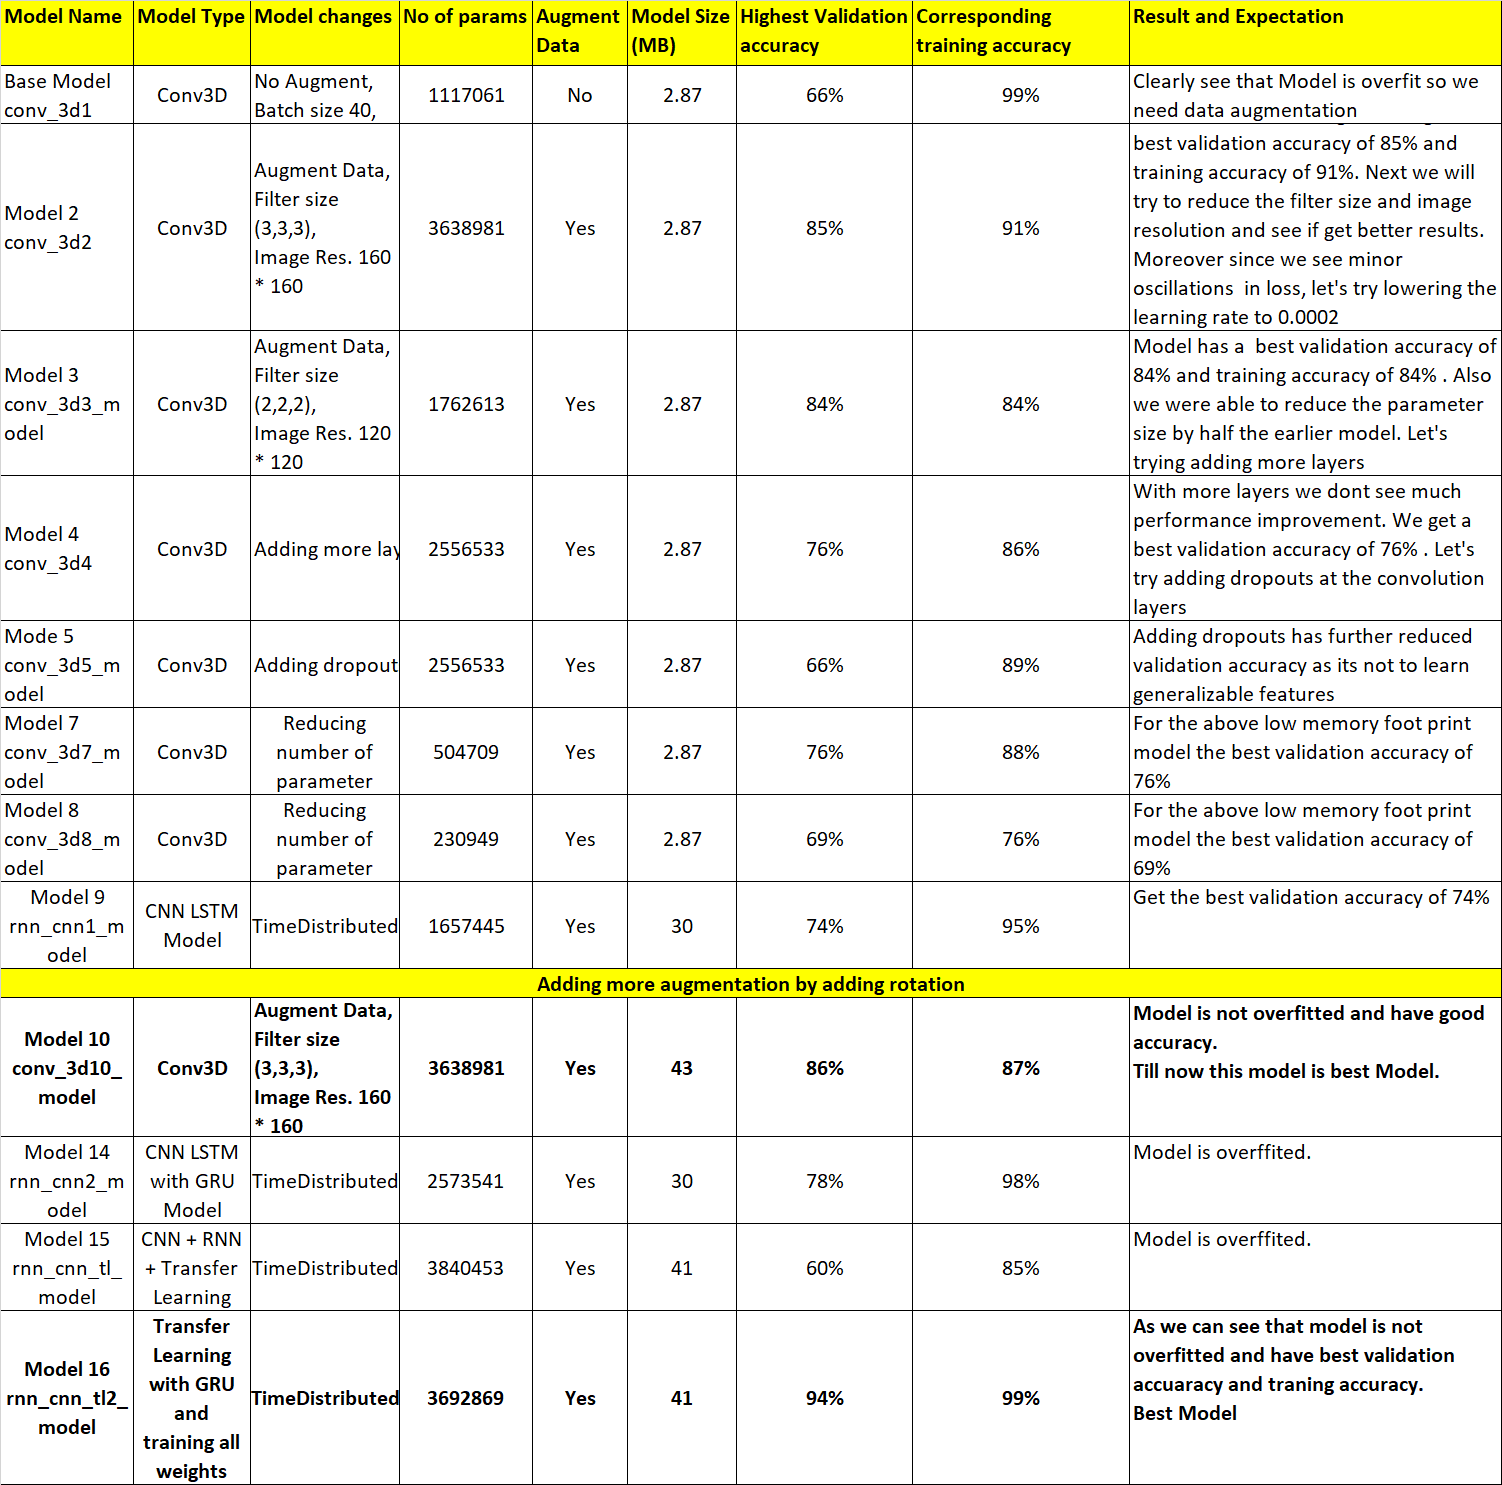 Model Name Model Type Model changes No of params Augment Data Model Size (MB) Highest Validation accuracy Corresponding training accuracy Result and Expectation
Base Model
conv_3d1
Conv3D
No Augment,
Batch size 40,
1117061
No
2.87
66%
99%
Clearly see that Model is overfit so we
need data augmentation
Model 2
conv_3d2
Conv3D
Augment Data,
Filter size
(3,3,3),
Image Res. 160
* 160
3638981
Yes
2.87
85%
91%
best validation accuracy of 85% and
training accuracy of 91%. Next we will
try to reduce the filter size and image
resolution and see if get better results.
Moreover since we see minor
oscillations in loss, let's try lowering the
learning rate to 0.0002
Model 3
conv_3d3_m
odel
Conv3D
Augment Data,
Filter size
(2,2,2),
Image Res. 120
* 120
1762613
Yes
2.87
84%
84%
Model has a best validation accuracy of
84% and training accuracy of 84% . Also
we were able to reduce the parameter
size by half the earlier model. Let's
trying adding more layers
Model 4
conv_3d4
Conv3D
Adding more lay
2556533
Yes
2.87
76%
86%
With more layers we dont see much
performance improvement. We get a
best validation accuracy of 76% . Let's
try adding dropouts at the convolution
layers
Mode 5
conv_3d5_m
odel
Conv3D
Adding dropout
2556533
Yes
2.87
66%
89%
Adding dropouts has further reduced
validation accuracy as its not to learn
generalizable features
Model 7
conv_3d7_m
odel
Conv3D
Reducing
number of
parameter
504709
Yes
2.87
76%
88%
For the above low memory foot print
model the best validation accuracy of
76%
Model 8
conv_3d8_m
odel
Conv3D
Reducing
number of
parameter
230949
Yes
2.87
69%
76%
For the above low memory foot print
model the best validation accuracy of
69%
Model 9
rnn_cnn1_m
odel
CNN LSTM
Model
TimeDistributed
1657445
Yes
30
74%
95%
Get the best validation accuracy of 74%
Adding more augmentation by adding rotation
Model 10
conv_3d10_
model
Conv3D
Augment Data,
Filter size
(3,3,3),
Image Res. 160
* 160
3638981
Yes
43
86%
87%
Model is not overfitted and have good
accuracy.
Till now this model is best Model.
Model 14
rnn_cnn2_m
odel
CNN LSTM
with GRU
Model
TimeDistributed
2573541
Yes
30
78%
98%
Model is overffited.
Model 15
rnn_cnn_tl_
model
CNN + RNN
+ Transfer
Learning
TimeDistributed
3840453
Yes
41
60%
85%
Model is overffited.
Model 16
rnn_cnn_tl2_
model
Transfer
Learning
with GRU
and
training all
weights
TimeDistributed
3692869
Yes
41
94%
99%
As we can see that model is not
overfitted and have best validation
accuaracy and traning accuracy.
Best Model